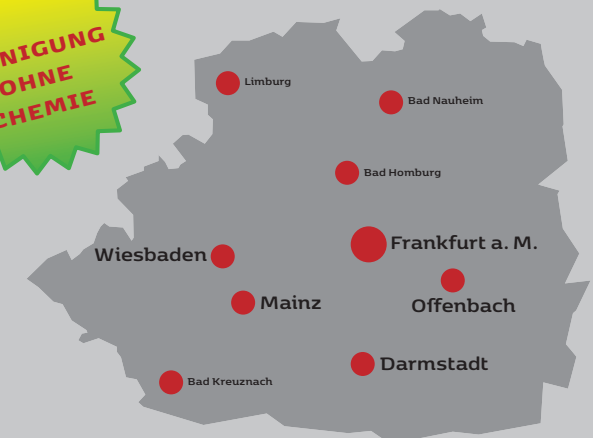 NIGUNG
OHNE
CHEMIE
Limburg
Bad Nauheim
Bad Homburg
Frankfurt a. M.
Wiesbaden
Mainz
Offenbach
Darmstadt
Bad Kreuznach